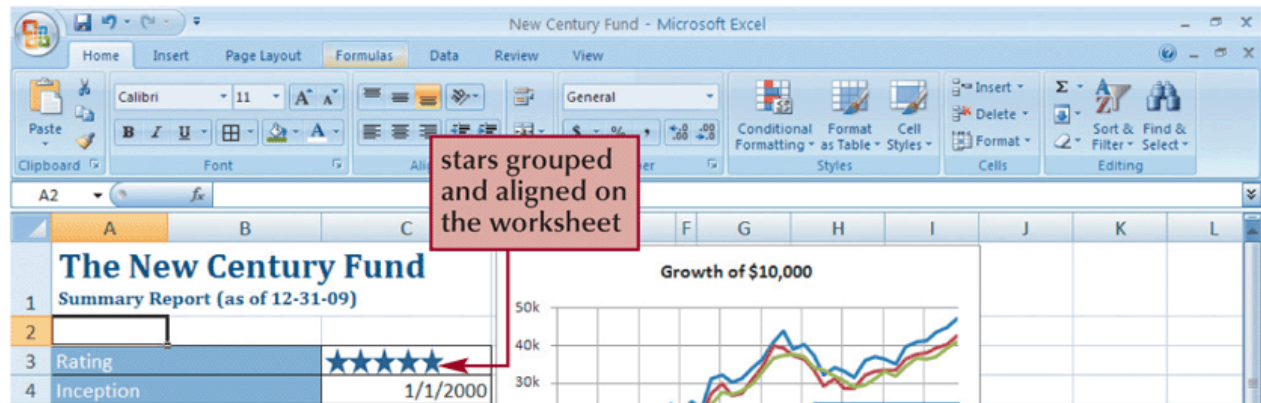 New Century Fund - Microsoft Excel
Home Insert Page Layout Formulas Data Review View
Calibri 11 General Insert
Paste Conditional Format Cell Delete Sort & Find &
B I U $ % , Formatting as Table Styles Format Filter Select
Clipboard Font Styles Cells Editing
stars grouped
and aligned on
the worksheet
A2 fx
A B C F G H I J K L
1 The New Century Fund
Summary Report (as of 12-31-09)
Growth of $10,000
50k
2
40k
3 Rating ★★★★★
30k
4 Inception 1/1/2000